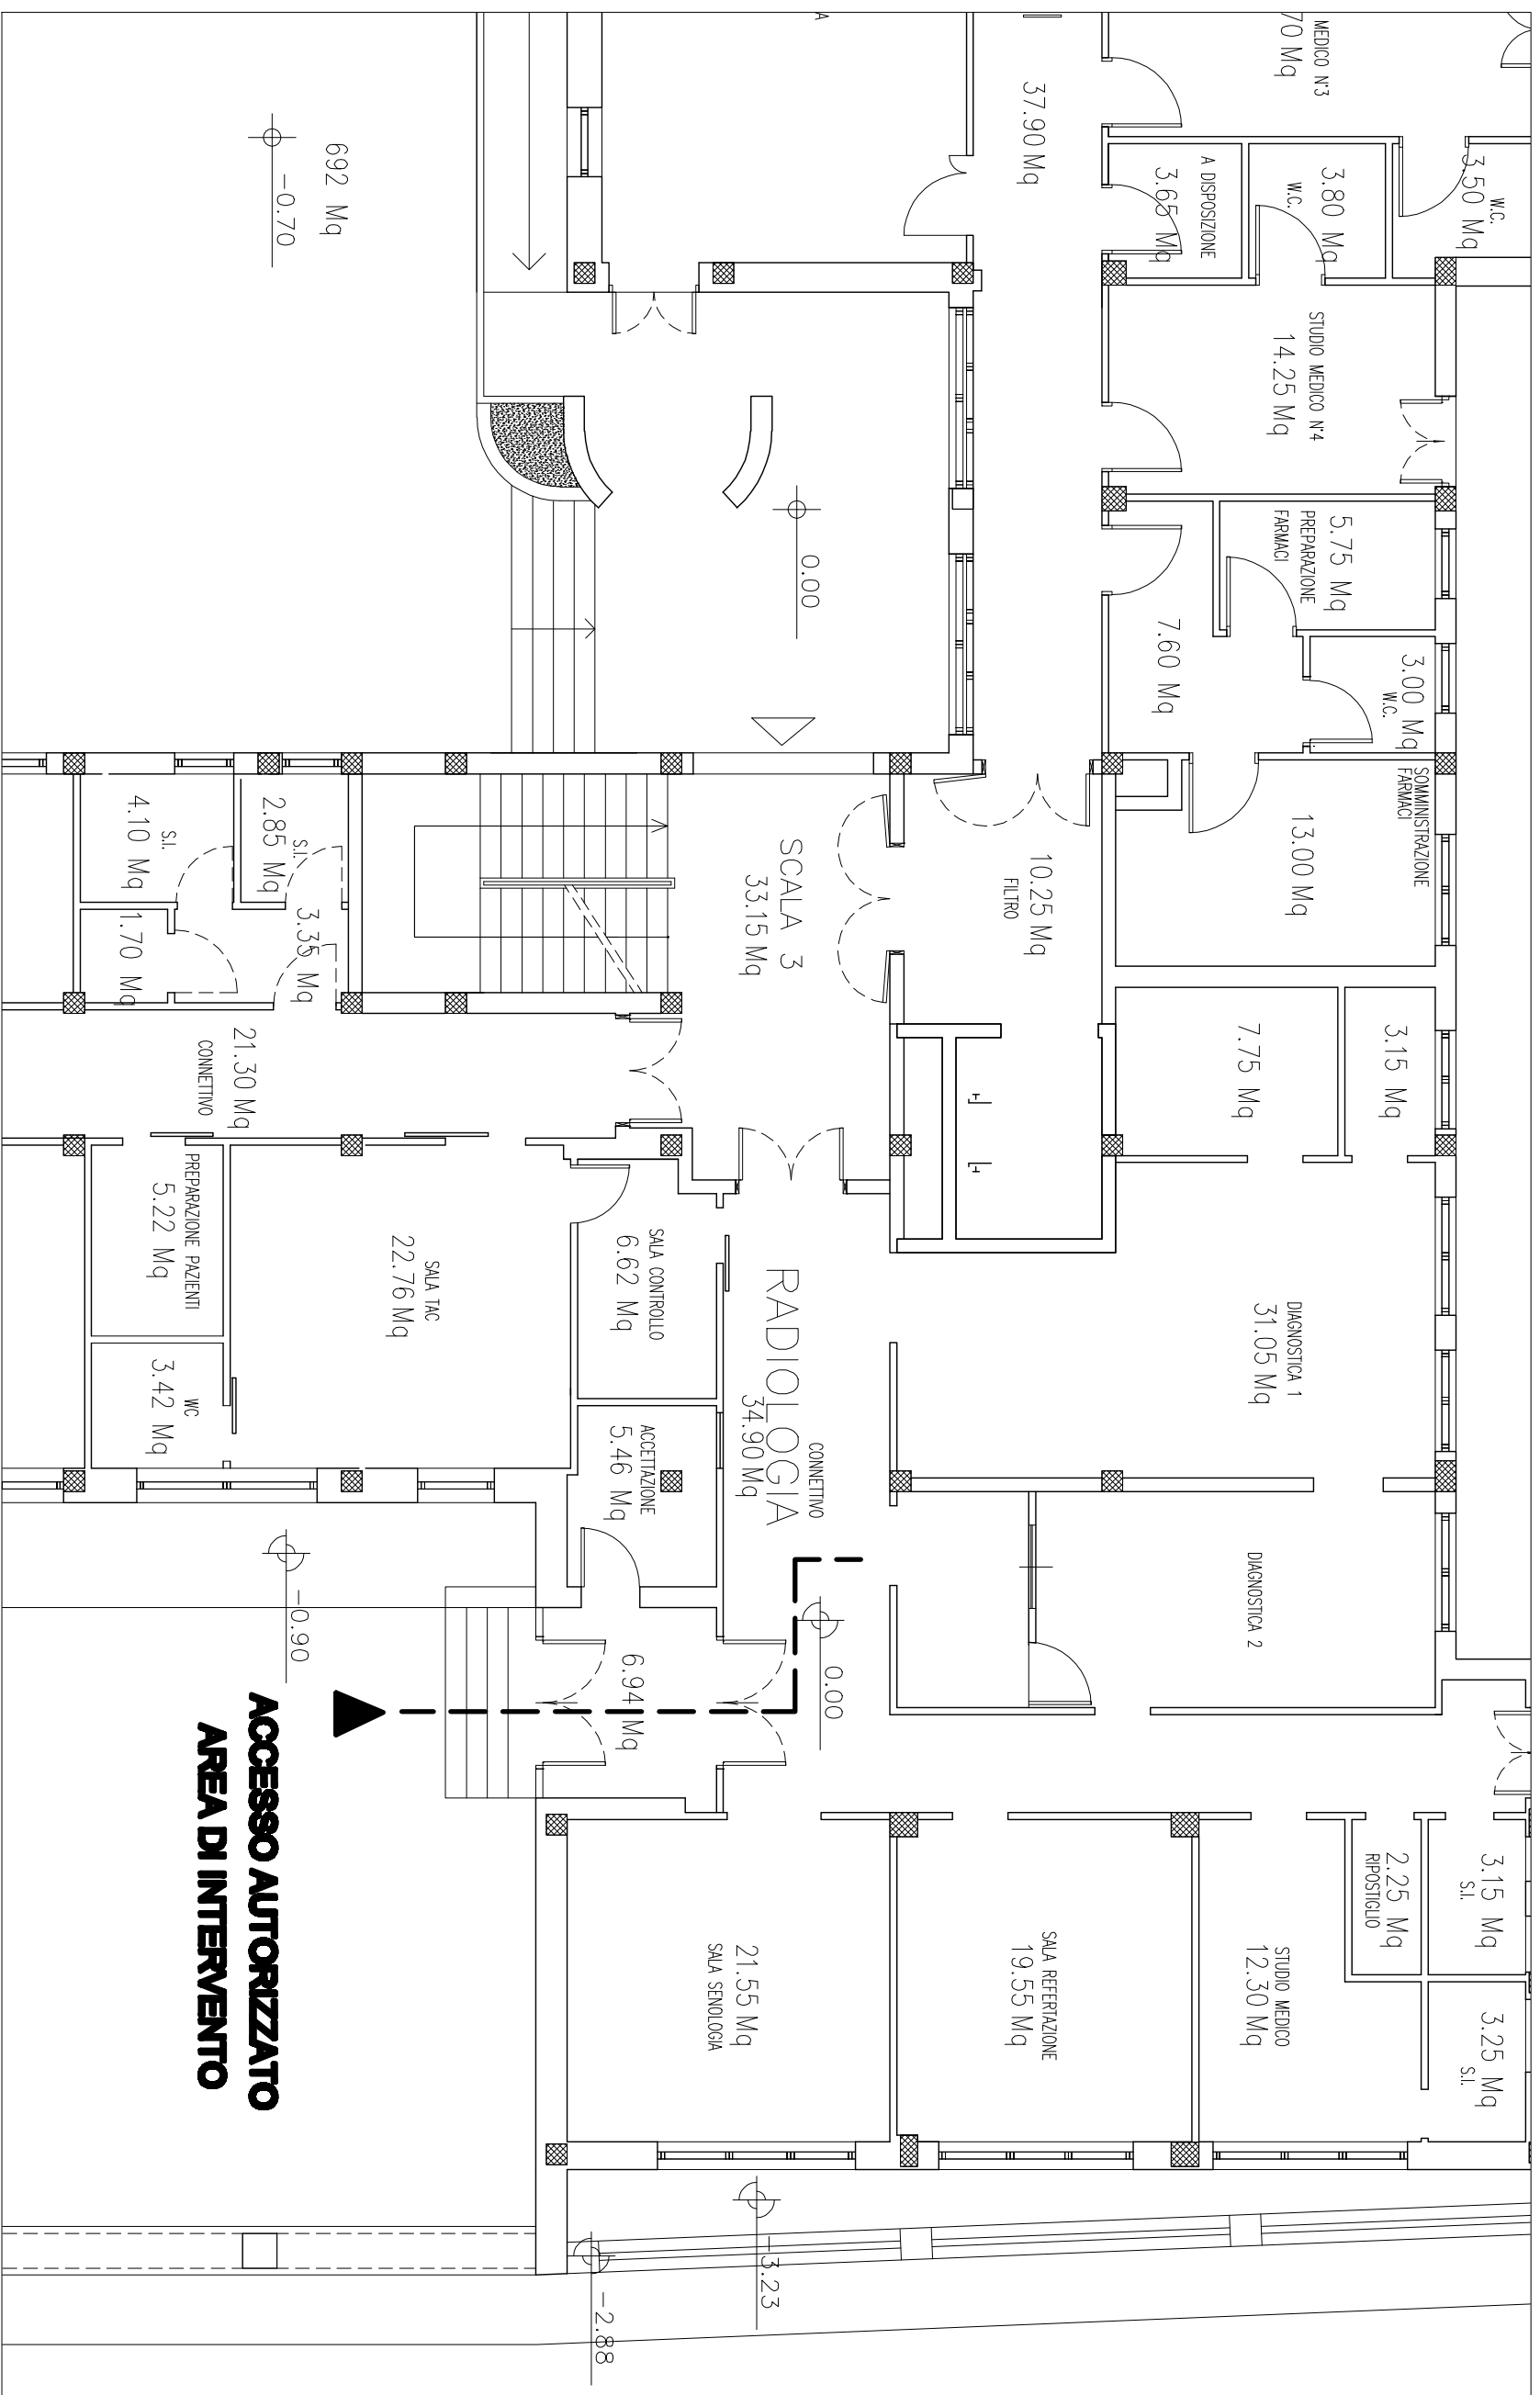 MEDICO N°3
70 Mq
W.C.
3.50 Mq
3.80 Mq
W.C.
A DISPOSIZIONE
3.65 Mq
37.90 Mq
A
692 Mq
-0.70
STUDIO MEDICO N°4
14.25 Mq
5.75 Mq
PREPARAZIONE
FARMACI
0.00
3.00 Mq
W.C.
7.60 Mq
SOMMINISTRAZIONE
FARMACI
13.00 Mq
10.25 Mq
FILTRO
SCALA 3
33.15 Mq
2.85 Mq
S.I.
S.I.
4.10 Mq
3.35 Mq
1.70 Mq
3.15 Mq
7.75 Mq
21.30 Mq
CONNETTIVO
PREPARAZIONE PAZIENTI
5.22 Mq
SALA TAC
22.76 Mq
SALA CONTROLLO
6.62 Mq
DIAGNOSTICA 1
31.05 Mq
RADIOLOGIA
CONNETTIVO
34.90 Mq
WC
3.42 Mq
ACCETTAZIONE
5.46 Mq
DIAGNOSTICA 2
-0.90
0.00
6.94 Mq
ACCESSO AUTORIZZATO
AREA DI INTERVENTO
3.15 Mq
S.I.
2.25 Mq
RIPOSTIGLIO
3.25 Mq
S.I.
STUDIO MEDICO
12.30 Mq
SALA REFERTAZIONE
19.55 Mq
21.55 Mq
SALA SENOLOGIA
-3.23
-2.88